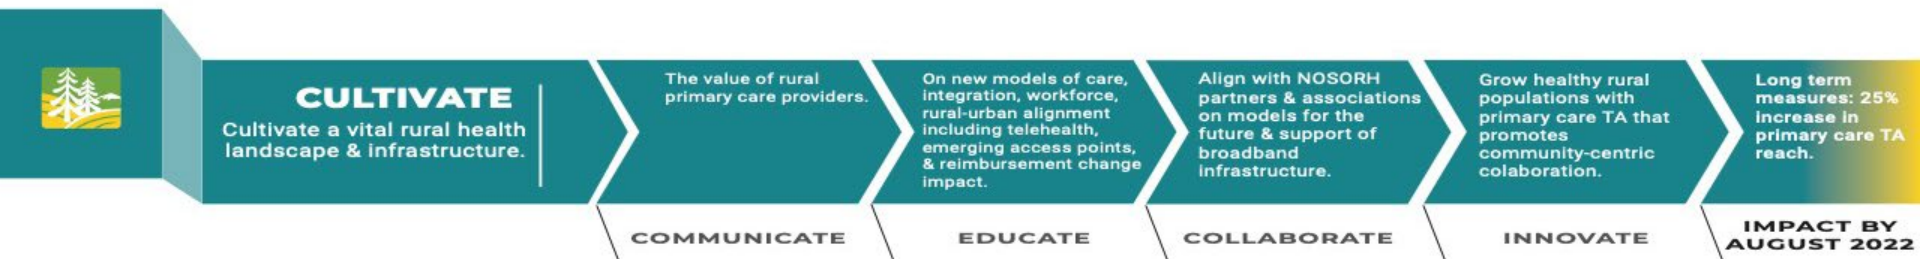 CULTIVATE
Cultivate a vital rural health
landscape & infrastructure.
The value of rural
primary care providers.
COMMUNICATE
On new models of care,
integration, workforce,
rural-urban alignment
including telehealth,
emerging access points,
& reimbursement change
impact.
EDUCATE
Align with NOSORH
partners & associations
on models for the
future & support of
broadband
infrastructure.
COLLABORATE
Grow healthy rural
populations with
primary care TA that
promotes
community-centric
colaboration.
INNOVATE
Long term
measures: 25%
increase in
primary care TA
reach.
IMPACT BY
AUGUST 2022